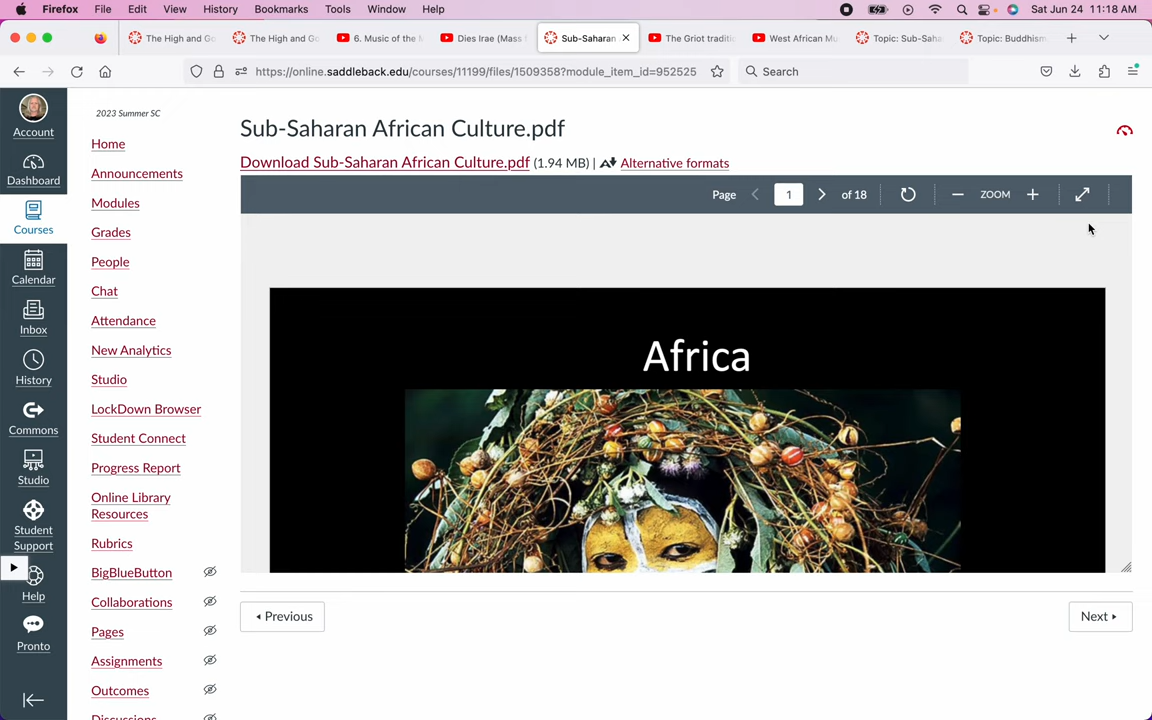 Firefox File Edit View History Bookmarks Tools Window Help Sat Jun 24 11:18 AM
The High and Go The High and Go 6. Music of the M Dies Irae (Mass Sub-Saharan The Griot traditi West African Mu Topic: Sub-Saha Topic: Buddhism
https://online.saddleback.edu/courses/11199/files/1509358?module_item_id=952525 Search
2023 Summer SC
Account
Dashboard
Courses
Calendar
Inbox
History
Commons
Studio
Student
Support
Help
Pronto
Home
Announcements
Modules
Grades
People
Chat
Attendance
New Analytics
Studio
LockDown Browser
Student Connect
Progress Report
Online Library
Resources
Rubrics
BigBlueButton
Collaborations
Pages
Assignments
Outcomes
Discussions
Sub-Saharan African Culture.pdf
Download Sub-Saharan African Culture.pdf (1.94 MB) | Alternative formats
Page 1 of 18 ZOOM
Africa
Previous
Next